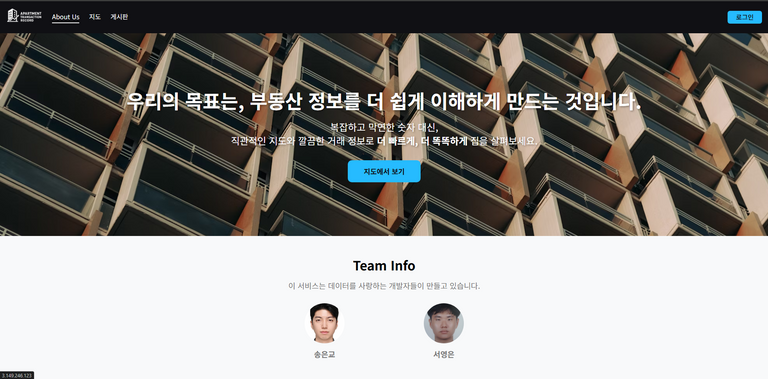 APARTMENT
TRANSACTION
RECORD
About Us
지도
게시판
로그인
우리의 목표는, 부동산 정보를 더 쉽게 이해하게 만드는 것입니다.
복잡하고 막연한 숫자 대신,
직관적인 지도와 깔끔한 거래 정보로 더 빠르게, 더 똑똑하게 집을 살펴보세요.
지도에서 보기
Team Info
이 서비스는 데이터를 사랑하는 개발자들이 만들고 있습니다.
송은교
서영은
3.149.246.123